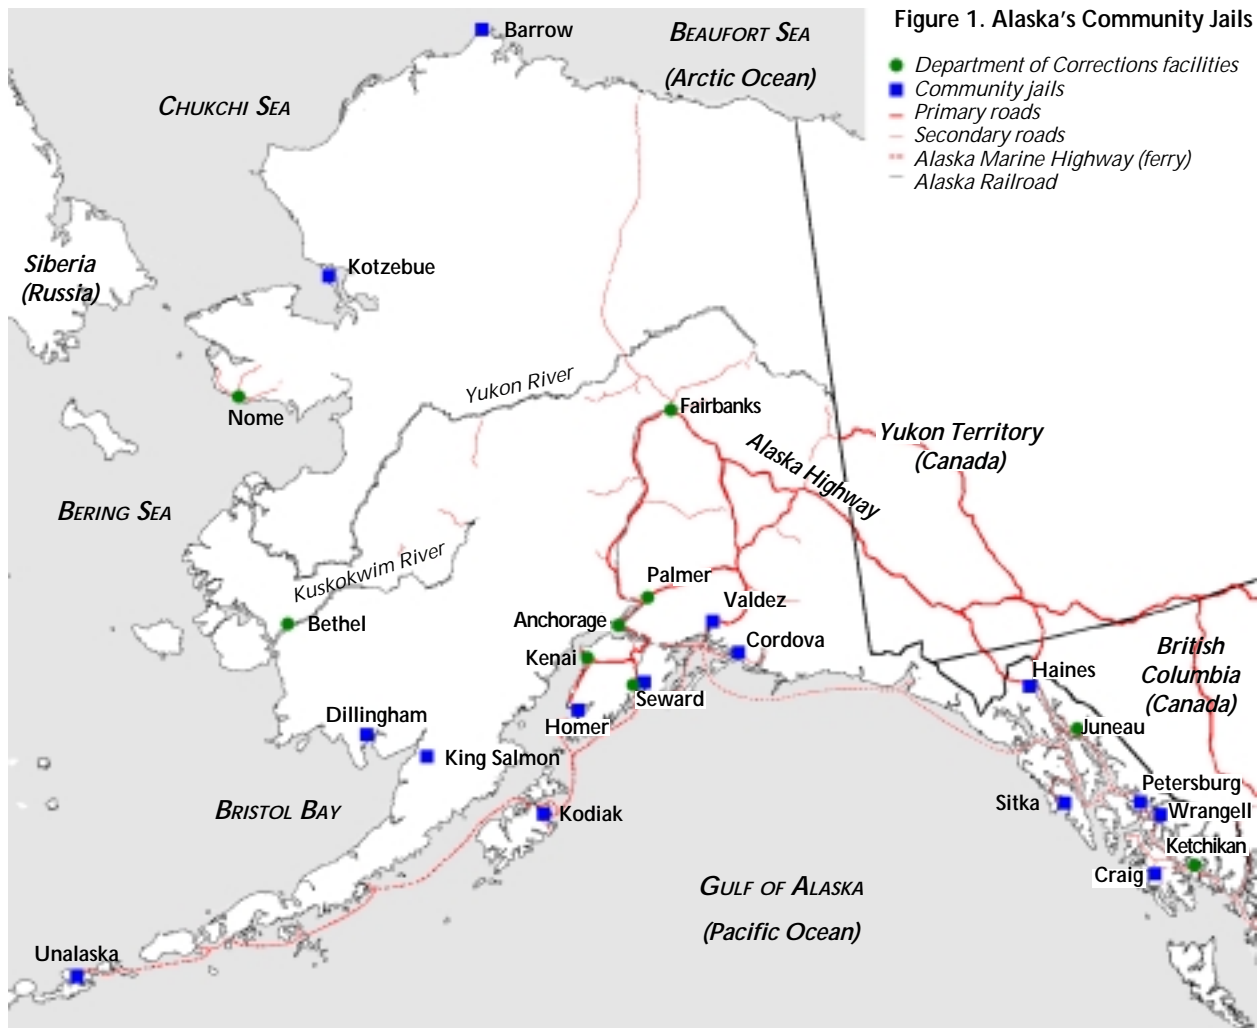 Figure 1. Alaska's Community Jails
Department of Corrections facilities
Community jails
Primary roads
Secondary roads
Alaska Marine Highway (ferry)
Alaska Railroad
Barrow
BEAUFORT SEA
(Arctic Ocean)
CHUKCHI SEA
Siberia
(Russia)
Kotzebue
Yukon River
Nome
Fairbanks
Alaska Highway
Yukon Territory
(Canada)
BERING SEA
Kuskokwim River
Bethel
Palmer
Anchorage
Valdez
Kenai
Cordova
Seward
Homer
British
Columbia
(Canada)
Haines
Juneau
Dillingham
King Salmon
BRISTOL BAY
Kodiak
Sitka
Petersburg
Wrangell
Ketchikan
Craig
GULF OF ALASKA
(Pacific Ocean)
Unalaska